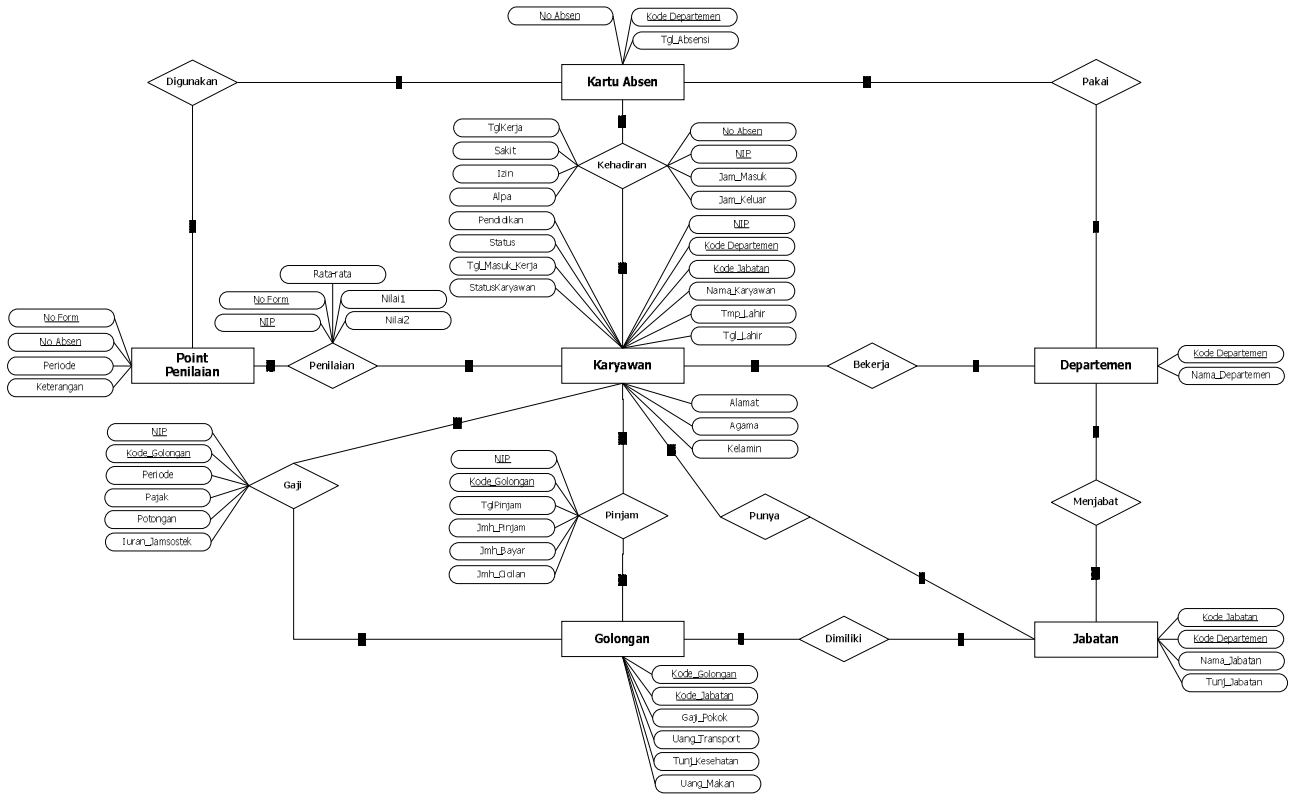 No Absen
Kode Departemen
Tgl_Absensi
Digunakan
Kartu Absen
Pakai
TglKerja
Sakit
Izin
Alpa
Kehadiran
No Absen
NIP
Jam_Masuk
Jam_Keluar
Pendidikan
Status
Tgl_Masuk_Kerja
StatusKaryawan
NIP
Kode Departemen
Kode Jabatan
Nama_Karyawan
Tmp_Lahir
Tgl_Lahir
Rata-rata
No Form
NIP
Nilai1
Nilai2
No Form
No Absen
Periode
Keterangan
Point
Penilaian
Penilaian
Karyawan
Bekerja
Departemen
Kode Departemen
Nama_Departemen
Alamat
Agama
Kelamin
NIP
Kode_Golongan
Periode
Pajak
Potongan
Iuran_Jamsostek
Gaji
NIP
Kode_Golongan
TglPinjam
Jmh_Pinjam
Jmh_Bayar
Jmh_Cicilan
Pinjam
Punya
Menjabat
Golongan
Dimiliki
Jabatan
Kode Jabatan
Kode Departemen
Nama_Jabatan
Tunj_Jabatan
Kode_Golongan
Kode_Jabatan
Gaji_Pokok
Uang_Transport
Tunj_Kesehatan
Uang_Makan